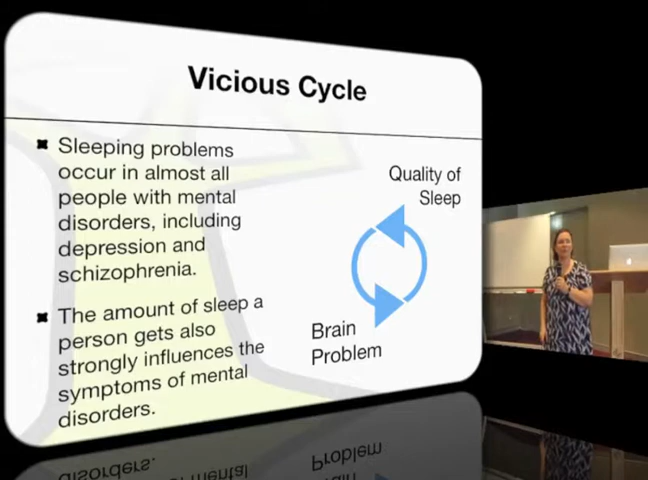 Vicious Cycle
Sleeping problems
occur in almost all
people with mental
disorders, including
depression and
schizophrenia.
The amount of sleep a
person gets also
strongly influences the
symptoms of mental
disorders.
Quality of
Sleep
Brain
Problem